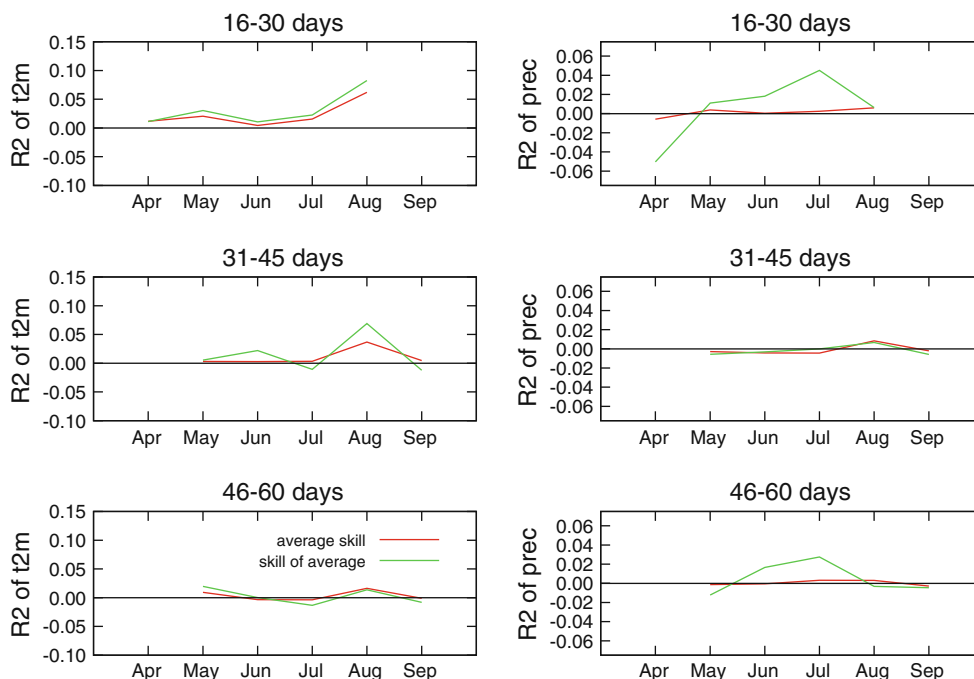 16-30 days
R2 of t2m
0.15
0.10
0.05
0.00
-0.05
-0.10
Apr May Jun Jul Aug Sep
16-30 days
R2 of prec
0.06
0.04
0.02
0.00
-0.02
-0.04
-0.06
Apr May Jun Jul Aug Sep
31-45 days
R2 of t2m
0.15
0.10
0.05
0.00
-0.05
-0.10
Apr May Jun Jul Aug Sep
31-45 days
R2 of prec
0.06
0.04
0.02
0.00
-0.02
-0.04
-0.06
Apr May Jun Jul Aug Sep
46-60 days
R2 of t2m
0.15
0.10
0.05
0.00
-0.05
-0.10
average skill
skill of average
Apr May Jun Jul Aug Sep
46-60 days
R2 of prec
0.06
0.04
0.02
0.00
-0.02
-0.04
-0.06
Apr May Jun Jul Aug Sep